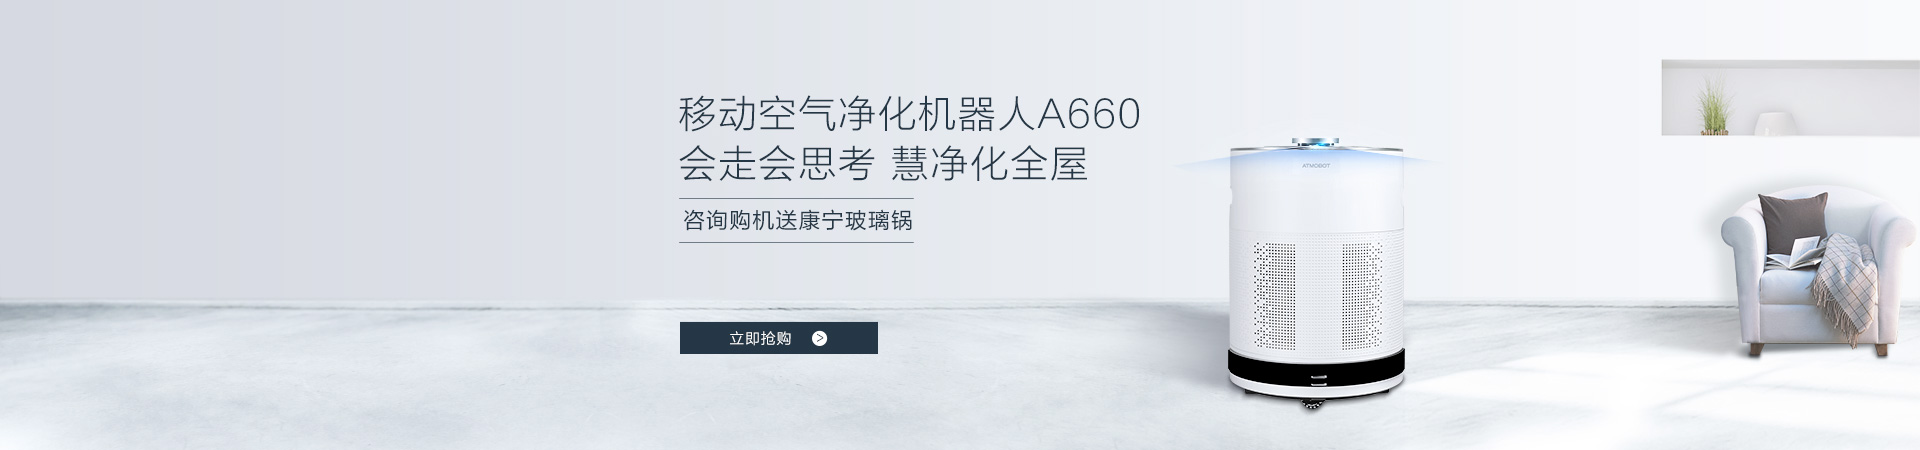 移动空气净化机器人A660
会走会思考 慧净化全屋
咨询购机送康宁玻璃锅
立即抢购 >
ATMOBOT